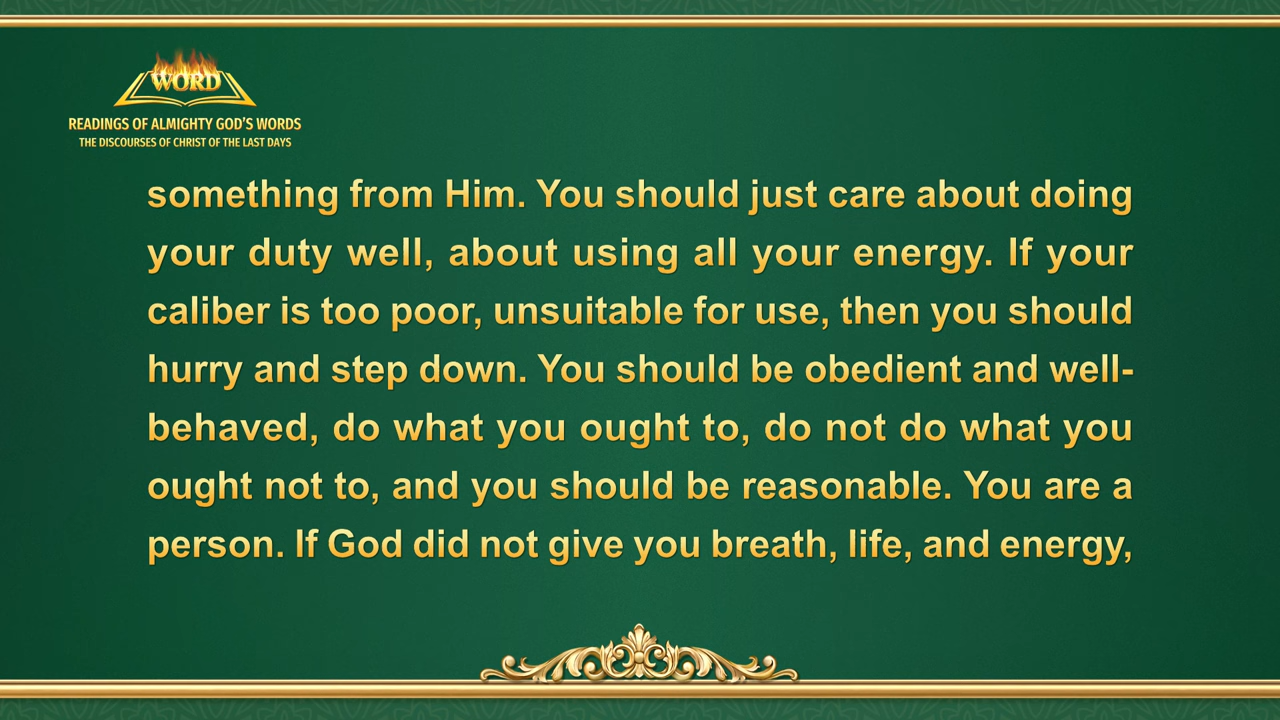 WORD
READINGS OF ALMIGHTY GOD'S WORDS
THE DISCOURSES OF CHRIST OF THE LAST DAYS
something from Him. You should just care about doing
your duty well, about using all your energy. If your
caliber is too poor, unsuitable for use, then you should
hurry and step down. You should be obedient and well-
behaved, do what you ought to, do not do what you
ought not to, and you should be reasonable. You are a
person. If God did not give you breath, life, and energy,